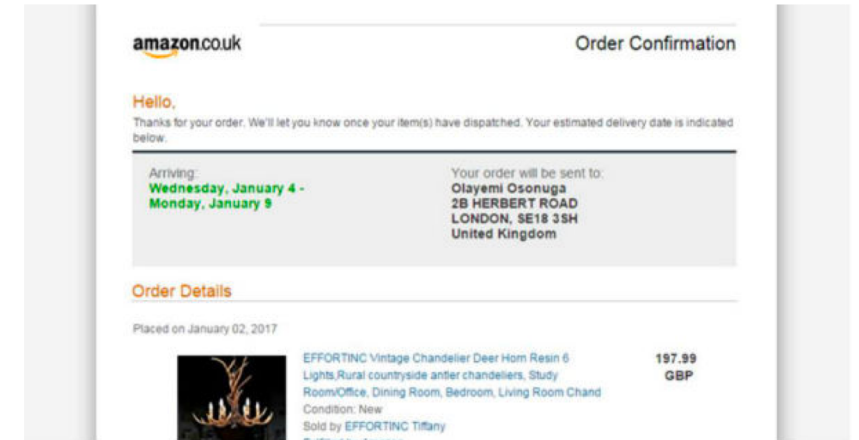 amazon.co.uk
Order Confirmation
Hello,
Thanks for your order. We'll let you know once your item(s) have dispatched. Your estimated delivery date is indicated
below.
Arriving:
Wednesday, January 4 -
Monday, January 9
Your order will be sent to:
Olayemi Osonuga
2B HERBERT ROAD
LONDON, SE18 3SH
United Kingdom
Order Details
Placed on January 02, 2017
EFFORTINC Vintage Chandelier Deer Horn Resin 6
Lights,Rural countryside antler chandeliers, Study
Room/Office, Dining Room, Bedroom, Living Room Chand
Condition: New
Sold by EFFORTINC Tiffany
197.99
GBP